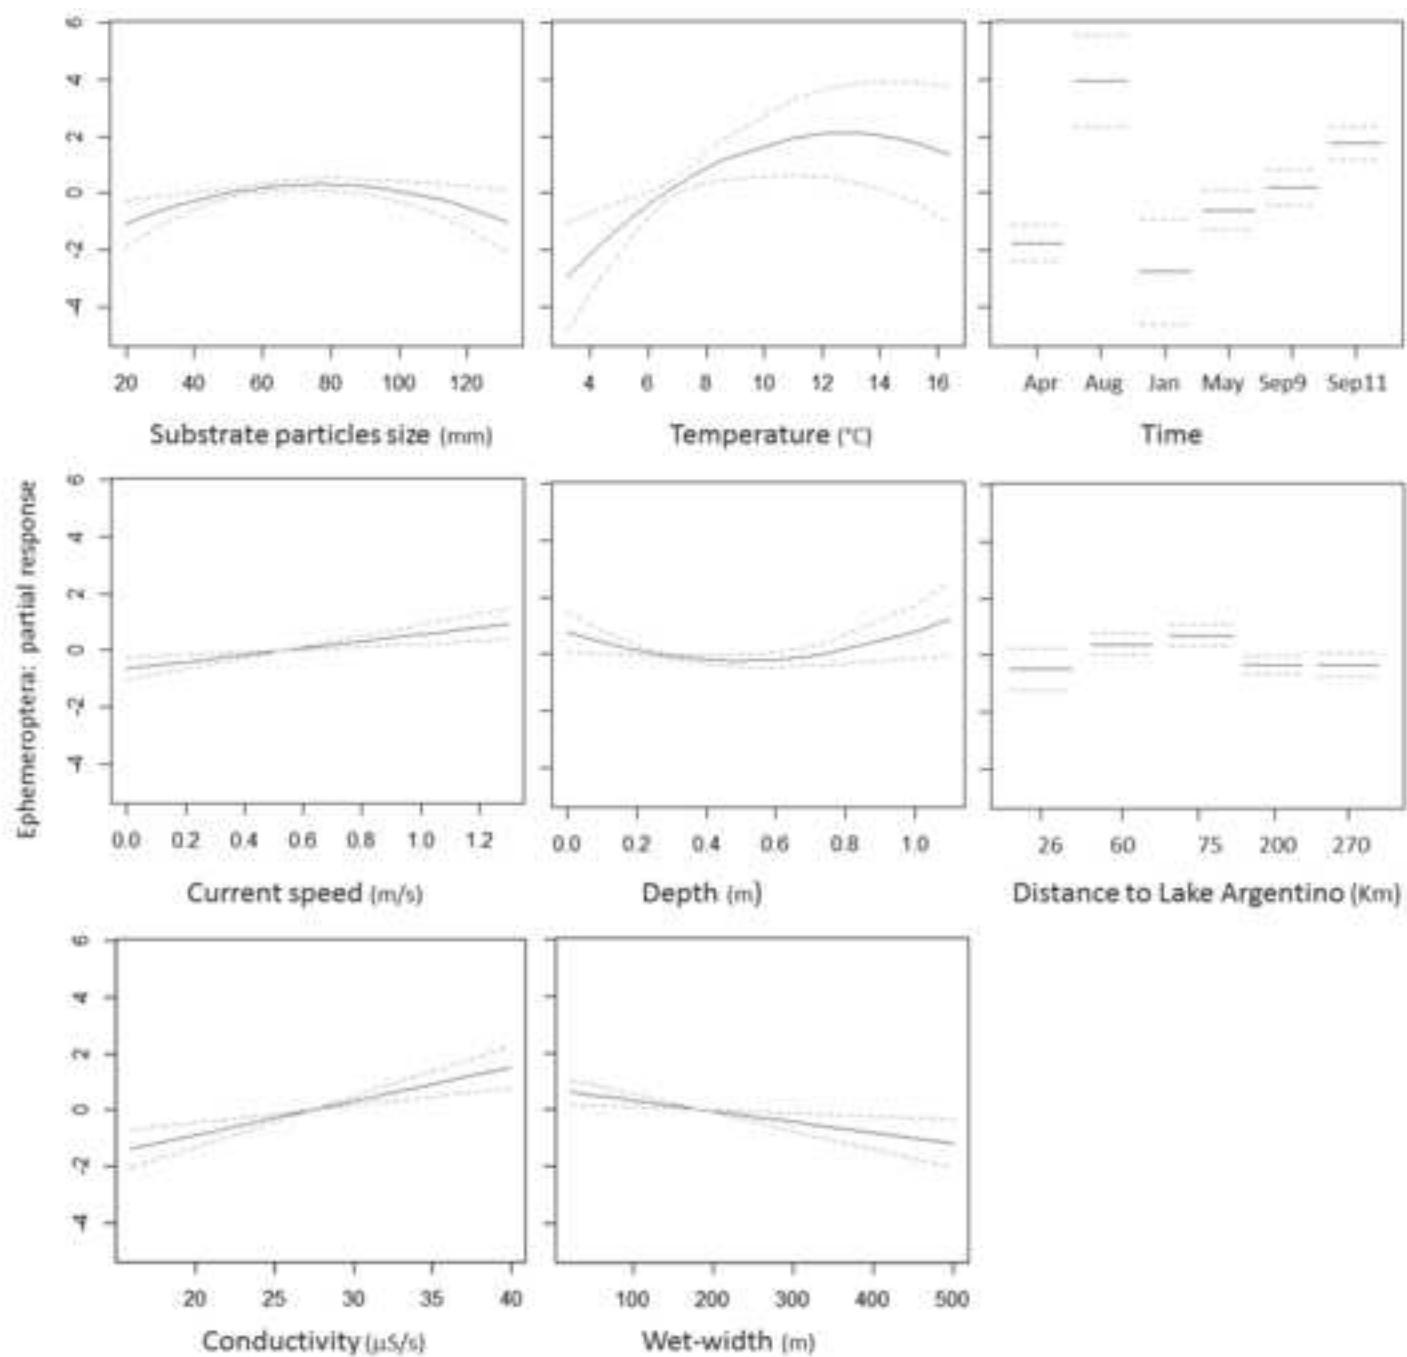 6
4
2
0
-2
-4
20 40 60 80 100 120
4 6 8 10 12 14 16
Apr Aug Jan May Sep9 Sep11
Substrate particles size (mm)
Temperature (°C)
Time
Ephemeroptera: partial response
6
4
2
0
-2
-4
0.0 0.2 0.4 0.6 0.8 1.0 1.2
0.0 0.2 0.4 0.6 0.8 1.0
26 60 75 200 270
Current speed (m/s)
Depth (m)
Distance to Lake Argentino (Km)
6
4
2
0
-2
-4
20 25 30 35 40
100 200 300 400 500
Conductivity (µS/s)
Wet-width (m)